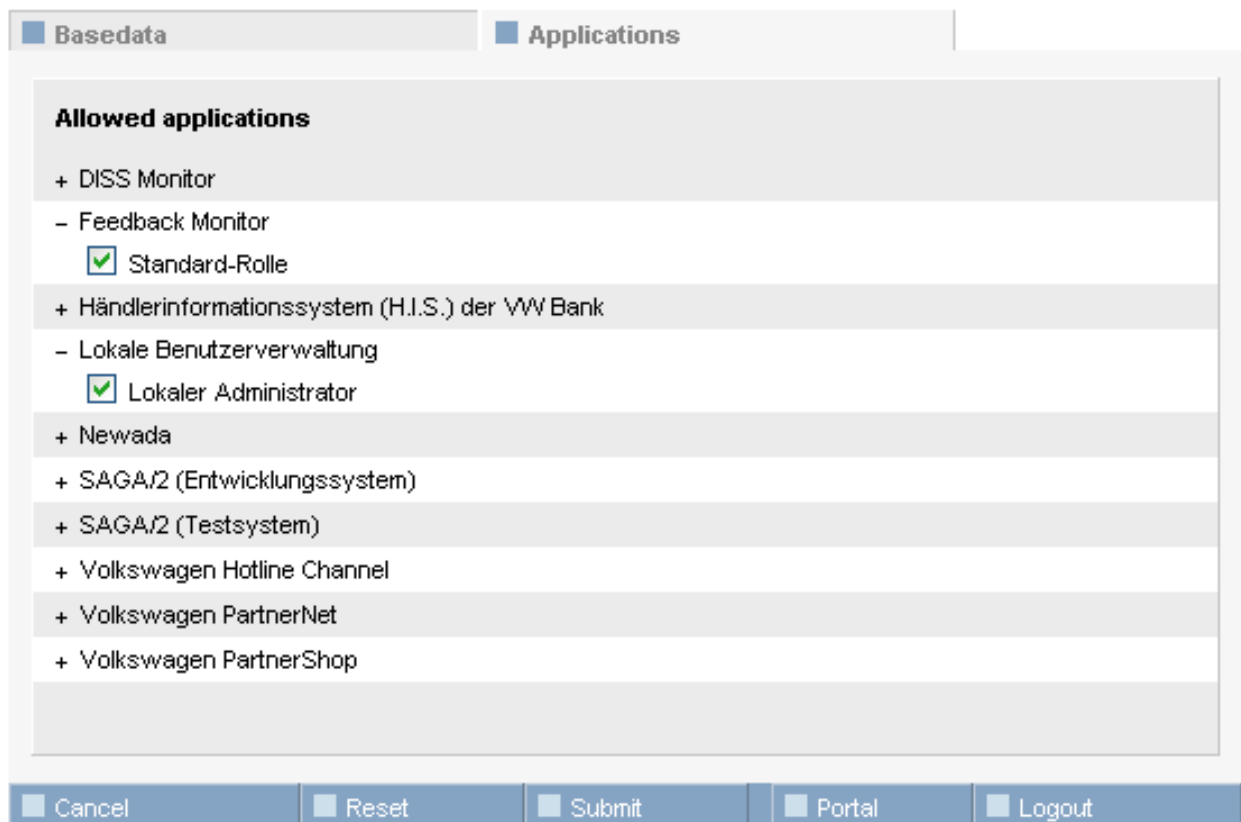 Basedata Applications
Allowed applications
+ DISS Monitor
– Feedback Monitor
Standard-Rolle
+ Händlerinformationssystem (H.I.S.) der VW Bank
– Lokale Benutzerverwaltung
Lokaler Administrator
+ Newada
+ SAGA/2 (Entwicklungssystem)
+ SAGA/2 (Testsystem)
+ Volkswagen Hotline Channel
+ Volkswagen PartnerNet
+ Volkswagen PartnerShop
Cancel Reset Submit Portal Logout